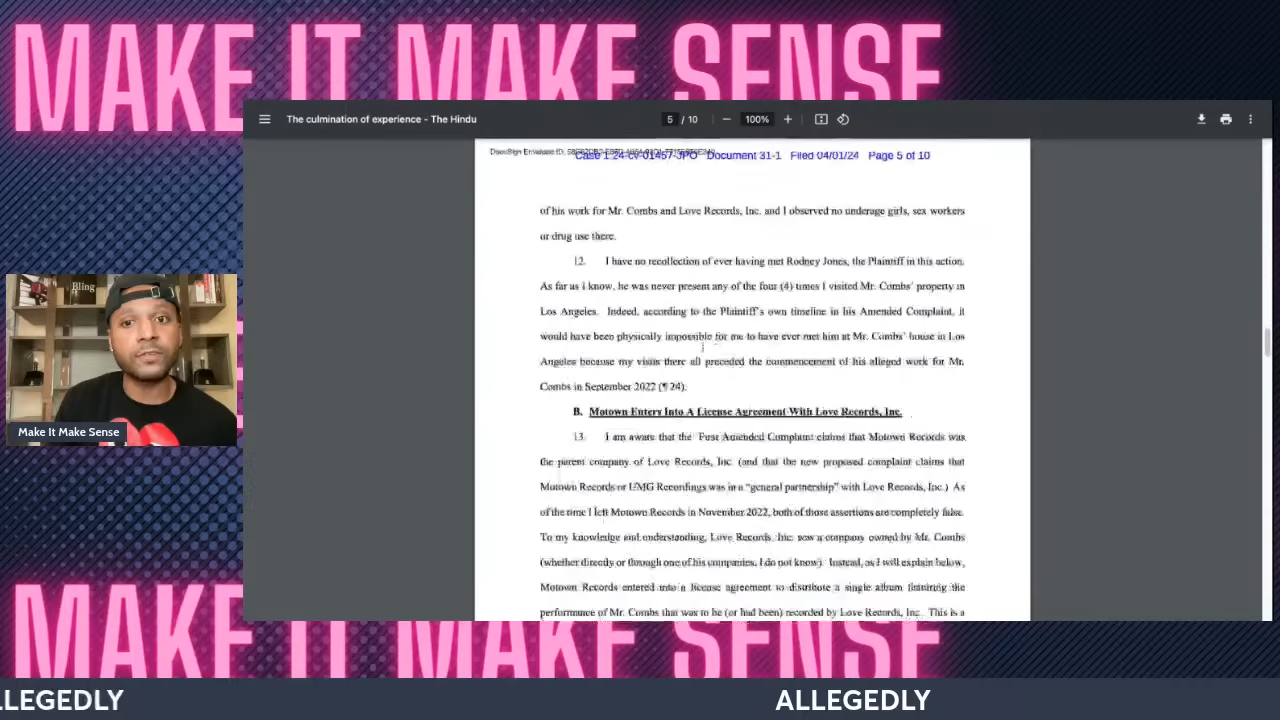 MAKE IT MAKE SENSE
The culmination of experience - The Hindu
5 / 10
100%
DocuSign Envelope ID:
Case 1:24-cv-01457-JPO Document 31-1 Filed 04/01/24 Page 5 of 10
of his work for Mr. Combs and Love Records, Inc. and I observed no underage girls, sex workers
or drug use there.
12. I have no recollection of ever having met Rodney Jones, the Plaintiff in this action.
As far as I know, he was never present any of the four (4) times I visited Mr. Combs' property in
Los Angeles. Indeed, according to the Plaintiff's own timeline in his Amended Complaint, it
would have been physically impossible for me to have ever met him at Mr. Combs' house in Los
Angeles because my visits there all preceded the commencement of his alleged work for Mr.
Combs in September 2022 (¶ 24).
B. Motown Enters Into A License Agreement With Love Records, Inc.
13. I am aware that the First Amended Complaint claims that Motown Records was
the parent company of Love Records, Inc. (and that the new proposed complaint claims that
Motown Records or UMG Recordings was in a "general partnership" with Love Records, Inc.) As
of the time I left Motown Records in November 2022, both of those assertions are completely false.
To my knowledge and understanding, Love Records, Inc. was a company owned by Mr. Combs
(whether directly or through one of his companies, I do not know). Instead, as I will explain below,
Motown Records entered into a license agreement to distribute a single album featuring the
performance of Mr. Combs that was to be (or had been) recorded by Love Records, Inc. This is a
Bling
Make It Make Sense
MAKE IT MAKE SENSE
LLEGEDLY
ALLEGEDLY